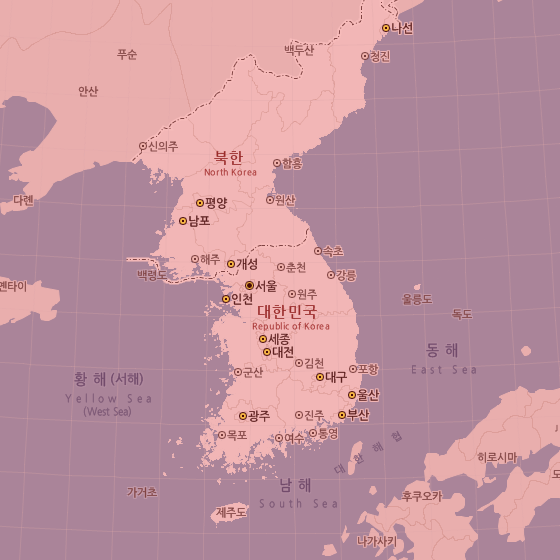 나선
백두산
푸순
청진
안산
신의주
북한
North Korea
함흥
다롄
평양
원산
남포
속초
해주
개성
춘천
백령도
강릉
옌타이
서울
인천
원주
울릉도
대한민국
독도
Republic of Korea
세종
대전
동 해
East Sea
김천
포항
군산
대구
황 해 (서해)
Yellow Sea
(West Sea)
울산
광주
진주
부산
목포
여수
통영
대 한 해 협
히로시마
남 해
South Sea
가거초
후쿠오카
제주도
나가사키